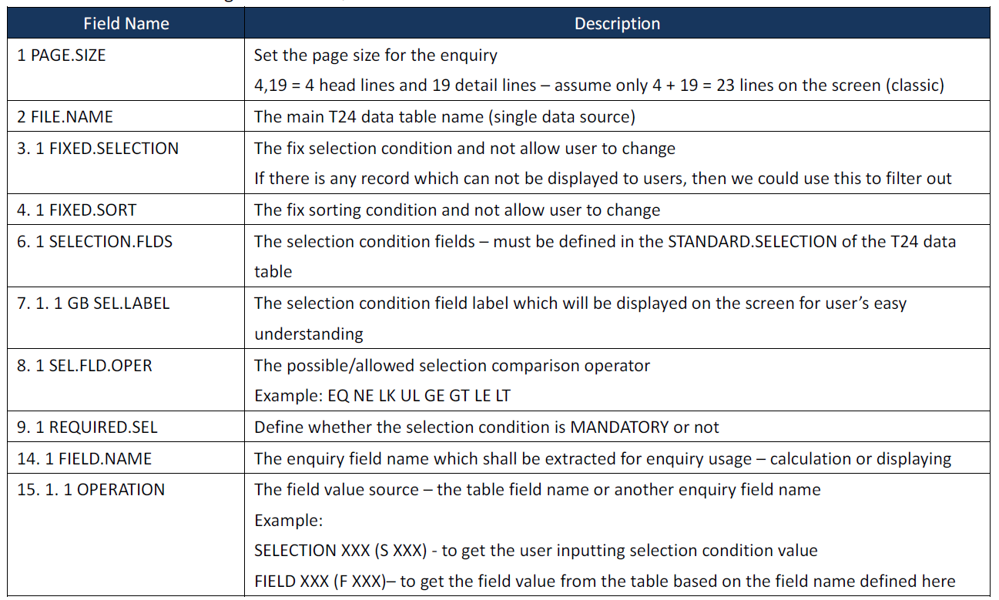 Field Name Description
1 PAGE.SIZE Set the page size for the enquiry
4,19 = 4 head lines and 19 detail lines – assume only 4 + 19 = 23 lines on the screen (classic)
2 FILE.NAME The main T24 data table name (single data source)
3. 1 FIXED.SELECTION The fix selection condition and not allow user to change
If there is any record which can not be displayed to users, then we could use this to filter out
4. 1 FIXED.SORT The fix sorting condition and not allow user to change
6. 1 SELECTION.FLDS The selection condition fields – must be defined in the STANDARD.SELECTION of the T24 data
table
7. 1. 1 GB SEL.LABEL The selection condition field label which will be displayed on the screen for user’s easy
understanding
8. 1 SEL.FLD.OPER The possible/allowed selection comparison operator
Example: EQ NE LK UL GE GT LE LT
9. 1 REQUIRED.SEL Define whether the selection condition is MANDATORY or not
14. 1 FIELD.NAME The enquiry field name which shall be extracted for enquiry usage – calculation or displaying
15. 1. 1 OPERATION The field value source – the table field name or another enquiry field name
Example:
SELECTION XXX (S XXX) - to get the user inputting selection condition value
FIELD XXX (F XXX)– to get the field value from the table based on the field name defined here